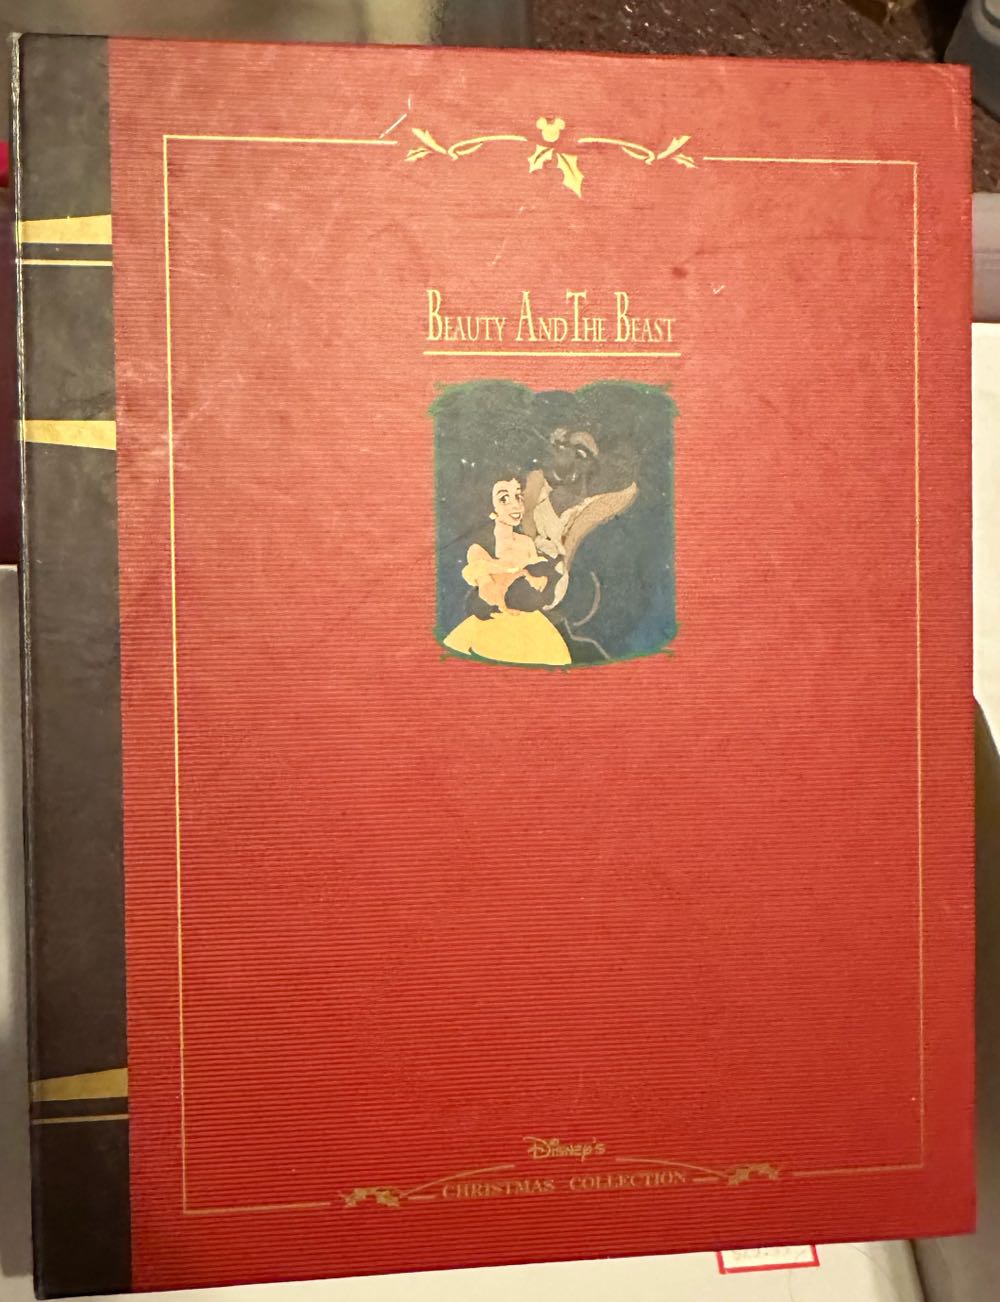 BEAUTY AND THE BEAST
DISNEY'S
CHRISTMAS COLLECTION